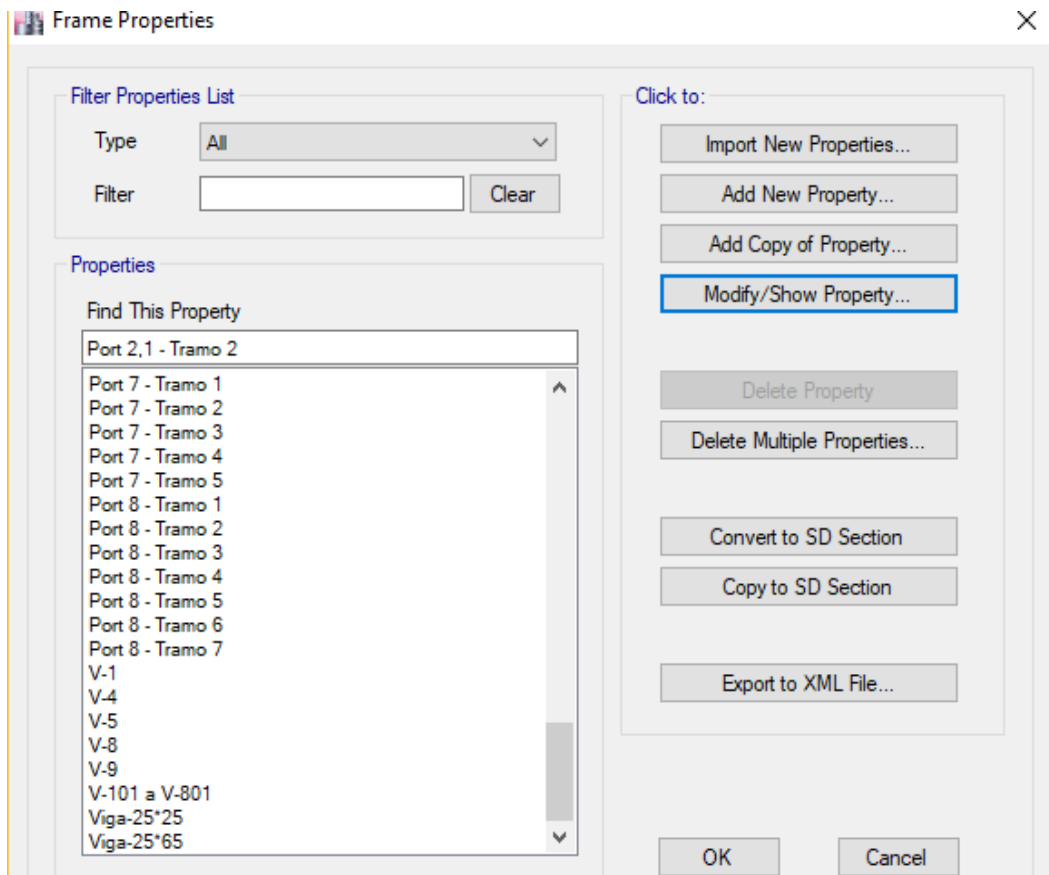 Frame Properties
Filter Properties List
Type
All
Filter
Clear
Properties
Find This Property
Port 2,1 - Tramo 2
Port 7 - Tramo 1
Port 7 - Tramo 2
Port 7 - Tramo 3
Port 7 - Tramo 4
Port 7 - Tramo 5
Port 8 - Tramo 1
Port 8 - Tramo 2
Port 8 - Tramo 3
Port 8 - Tramo 4
Port 8 - Tramo 5
Port 8 - Tramo 6
Port 8 - Tramo 7
V-1
V-4
V-5
V-8
V-9
V-101 a V-801
Viga-25*25
Viga-25*65
Click to:
Import New Properties...
Add New Property...
Add Copy of Property...
Modify/Show Property...
Delete Property
Delete Multiple Properties...
Convert to SD Section
Copy to SD Section
Export to XML File...
OK
Cancel